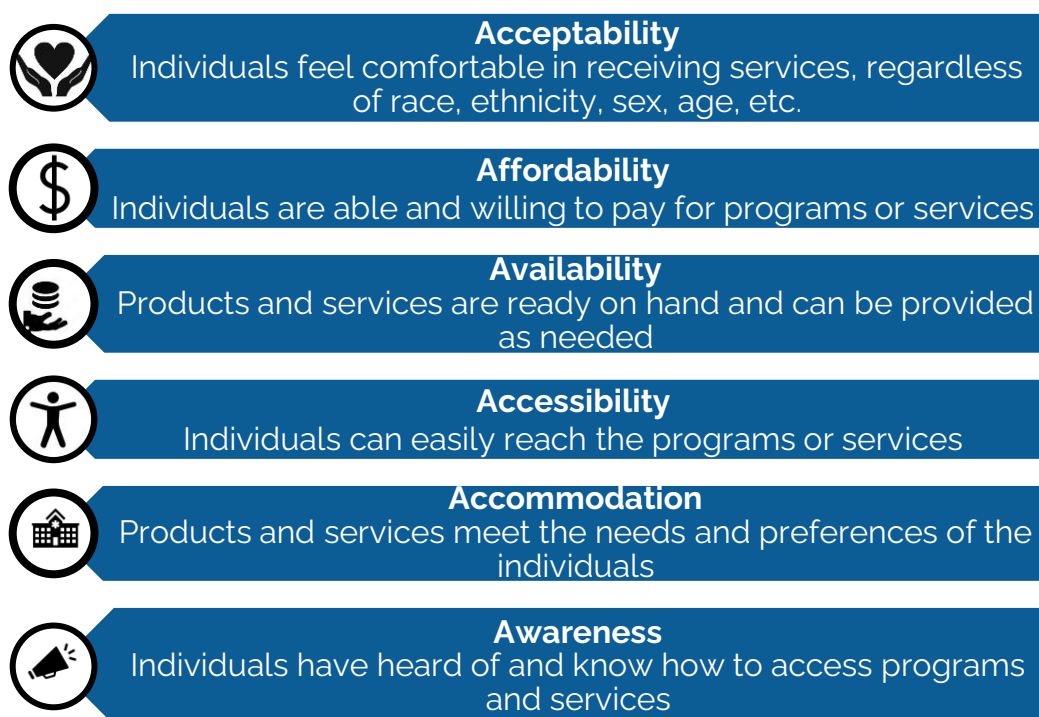 Acceptability
Individuals feel comfortable in receiving services, regardless
of race, ethnicity, sex, age, etc.
$
Affordability
Individuals are able and willing to pay for programs or services
Availability
Products and services are ready on hand and can be provided
as needed
Accessibility
Individuals can easily reach the programs or services
Accommodation
Products and services meet the needs and preferences of the
individuals
Awareness
Individuals have heard of and know how to access programs
and services